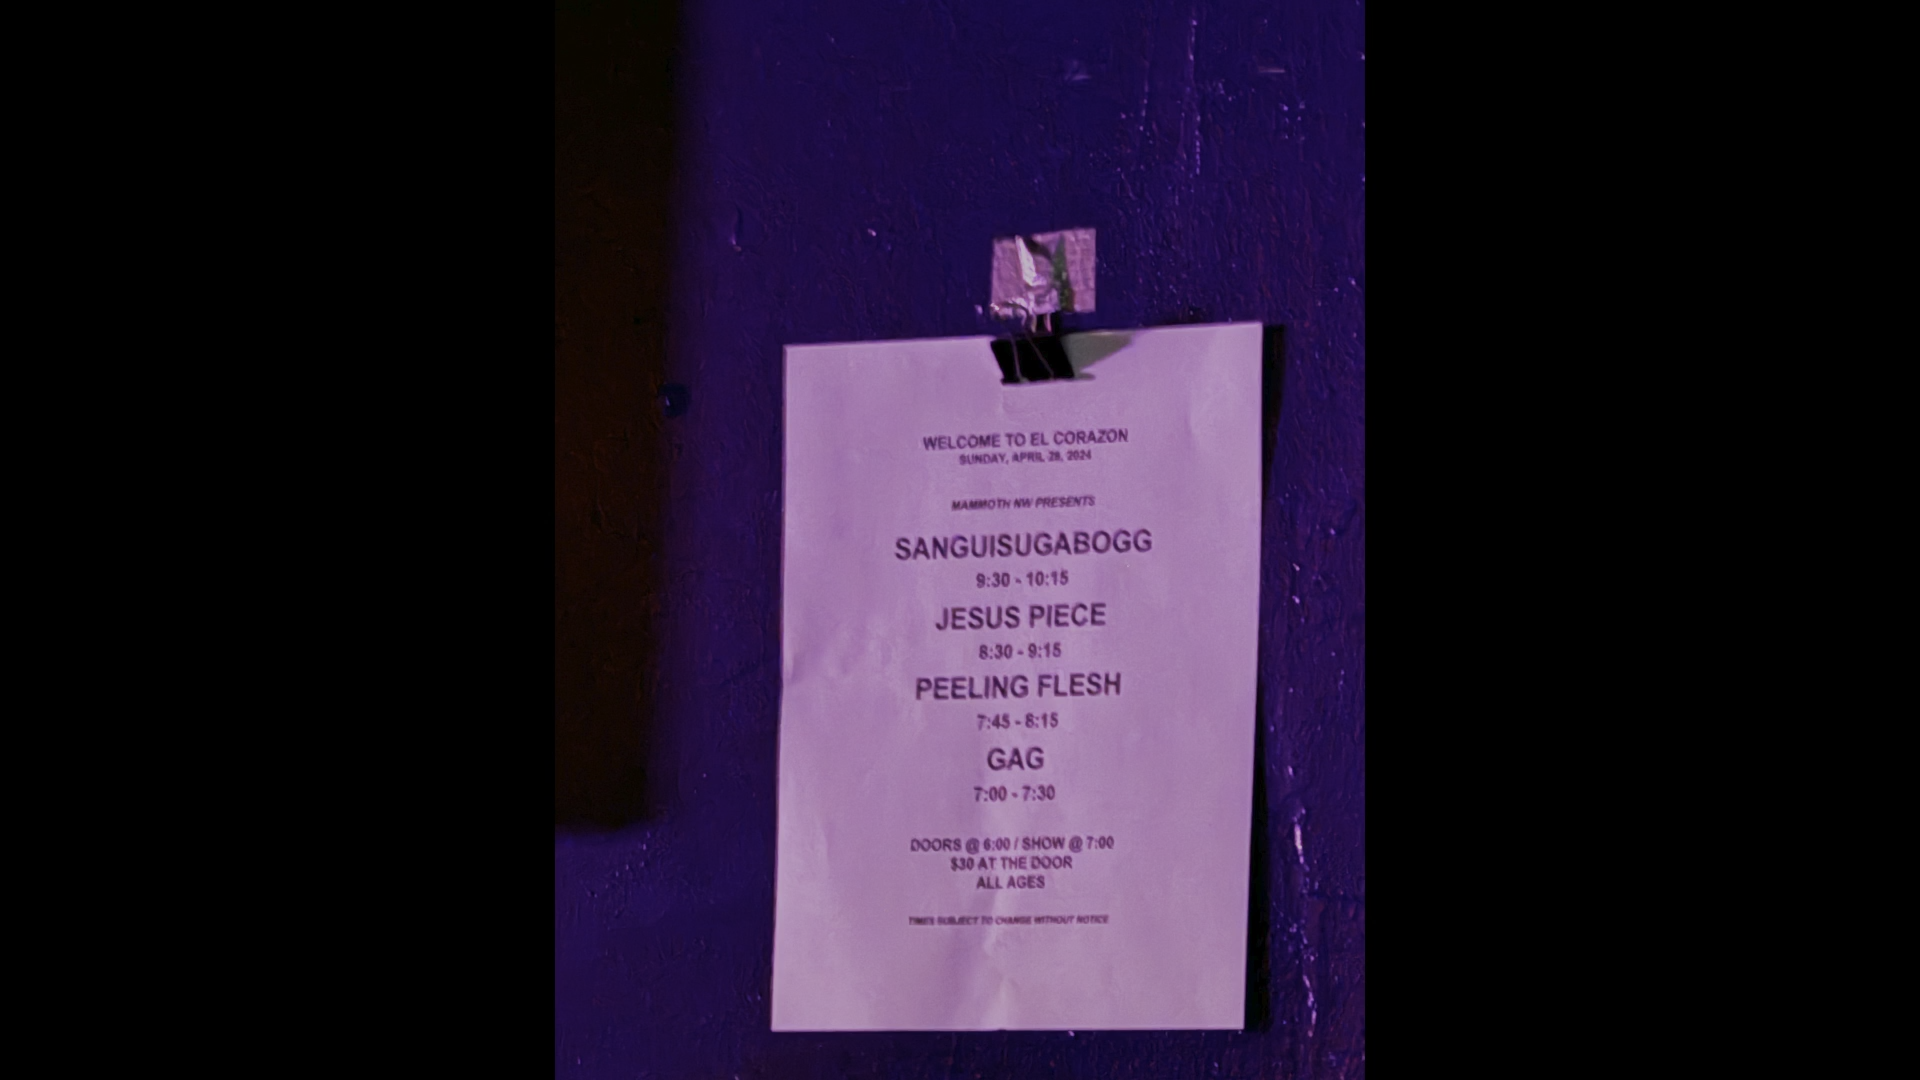 WELCOME TO EL CORAZON
SUNDAY, APRIL 28, 2024
MAMMOTH NW PRESENTS
SANGUISUGABOGG
9:30 - 10:15
JESUS PIECE
8:30 - 9:15
PEELING FLESH
7:45 - 8:15
GAG
7:00 - 7:30
DOORS @ 6:00 / SHOW @ 7:00
$30 AT THE DOOR
ALL AGES
TIMES SUBJECT TO CHANGE WITHOUT NOTICE